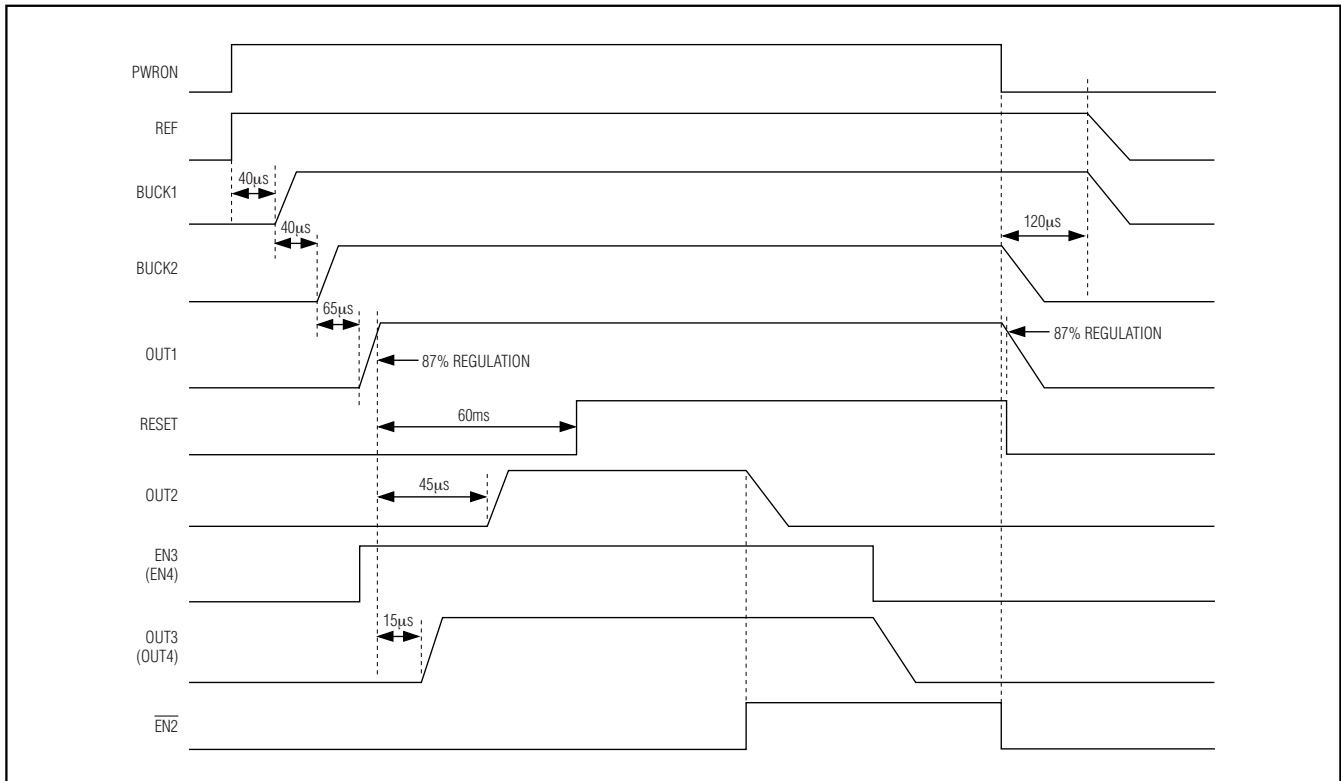 PWRON
REF
40µs
BUCK1
40µs
120µs
BUCK2
65µs
87% REGULATION
OUT1
87% REGULATION
RESET
60ms
45µs
OUT2
EN3
(EN4)
15µs
OUT3
(OUT4)
E̅N̅2̅